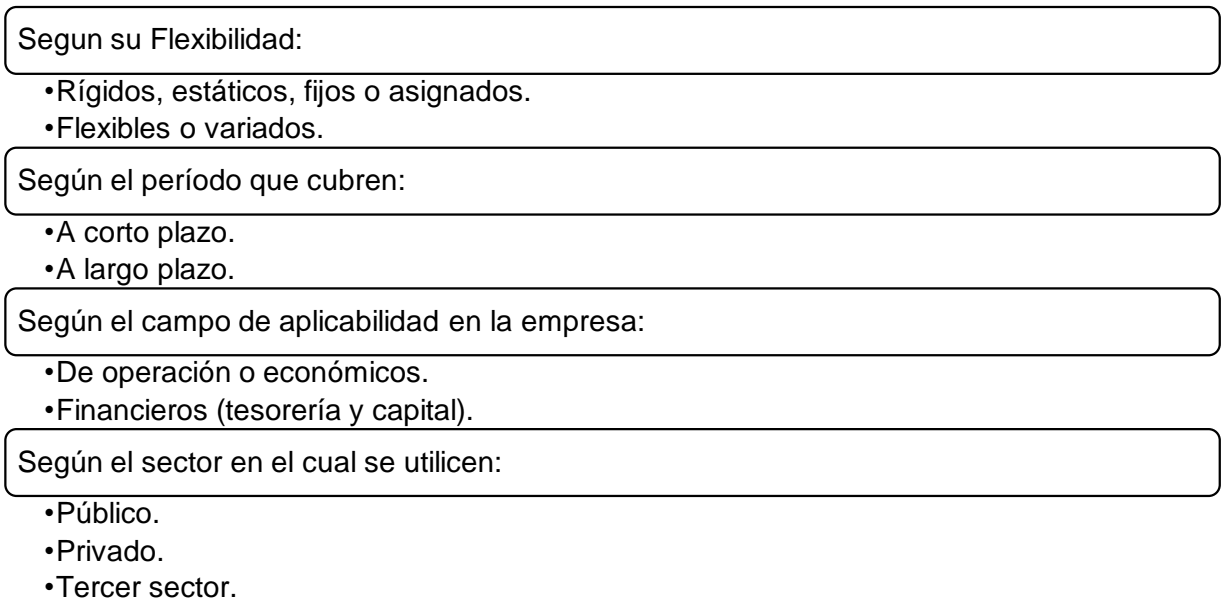 Segun su Flexibilidad:
•Rígidos, estáticos, fijos o asignados.
•Flexibles o variados.
Según el período que cubren:
•A corto plazo.
•A largo plazo.
Según el campo de aplicabilidad en la empresa:
•De operación o económicos.
•Financieros (tesorería y capital).
Según el sector en el cual se utilicen:
•Público.
•Privado.
•Tercer sector.